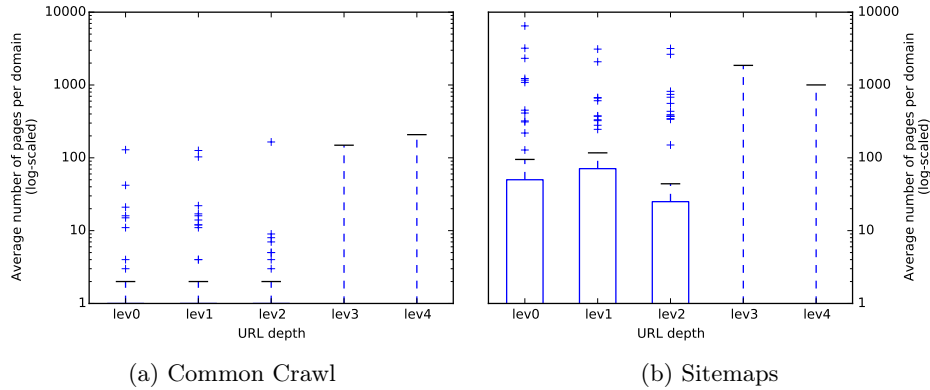 10000
1000
100
10
1
Average number of pages per domain
(log-scaled)
lev0 lev1 lev2 lev3 lev4
URL depth
(a) Common Crawl
10000
1000
100
10
1
Average number of pages per domain
(log-scaled)
lev0 lev1 lev2 lev3 lev4
URL depth
(b) Sitemaps